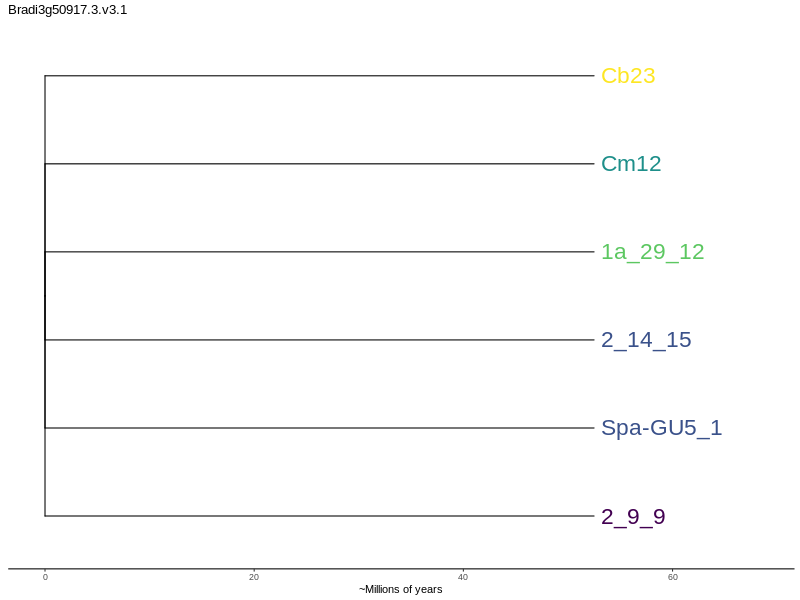 Bradi3g50917.3.v3.1
Cb23
Cm12
1a_29_12
2_14_15
Spa-GU5_1
2_9_9
0 20 40 60
~Millions of years